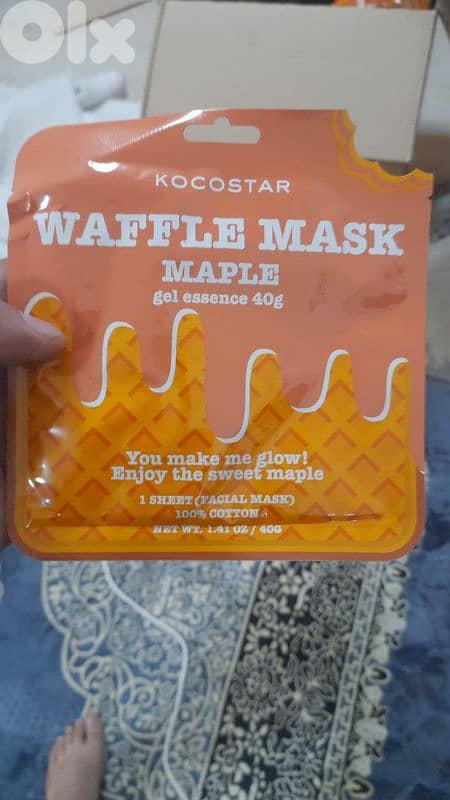 Olx
KOCOSTAR
WAFFLE MASK
MAPLE
gel essence 40g
You make me glow!
Enjoy the sweet maple
1 SHEET (FACIAL MASK)
100% COTTON
NET WT. 1.41 OZ / 40G